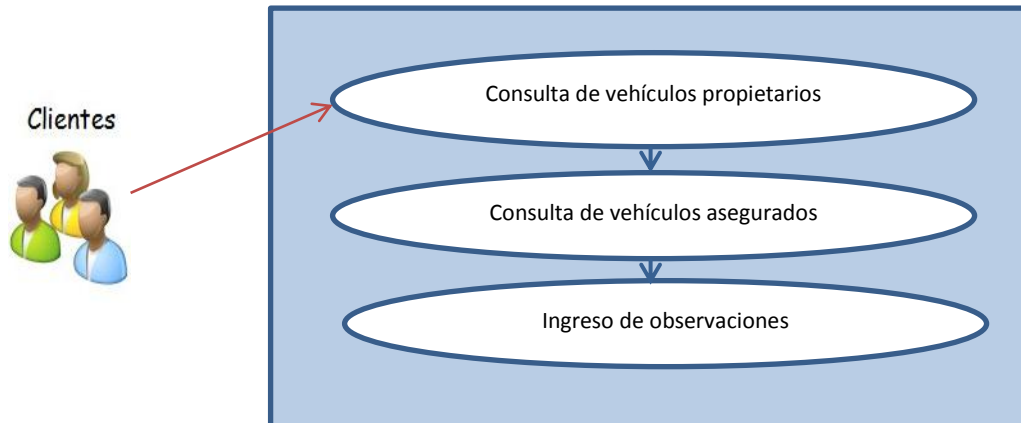 Clientes
Consulta de vehículos propietarios
Consulta de vehículos asegurados
Ingreso de observaciones